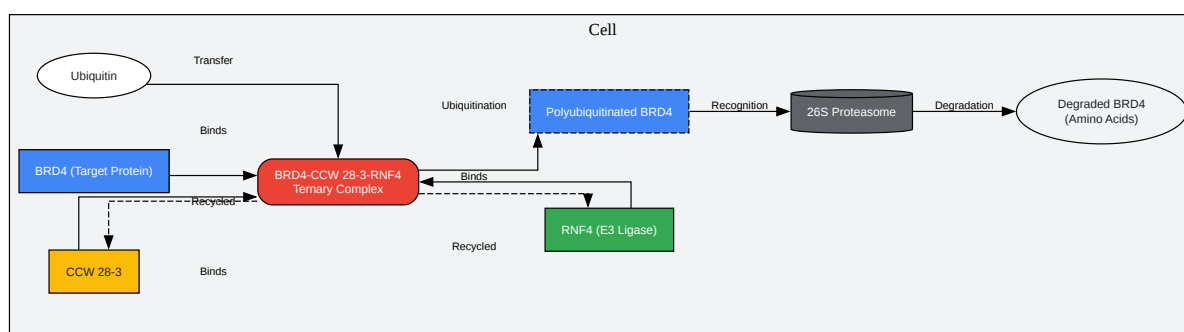 Cell
Transfer
Ubiquitin
Ubiquitination
Polyubiquitinated BRD4
Recognition
26S Proteasome
Degradation
Degraded BRD4
(Amino Acids)
Binds
BRD4 (Target Protein)
BRD4-CCW 28-3-RNF4
Ternary Complex
Binds
Recycled
RNF4 (E3 Ligase)
Recycled
CCW 28-3
Binds